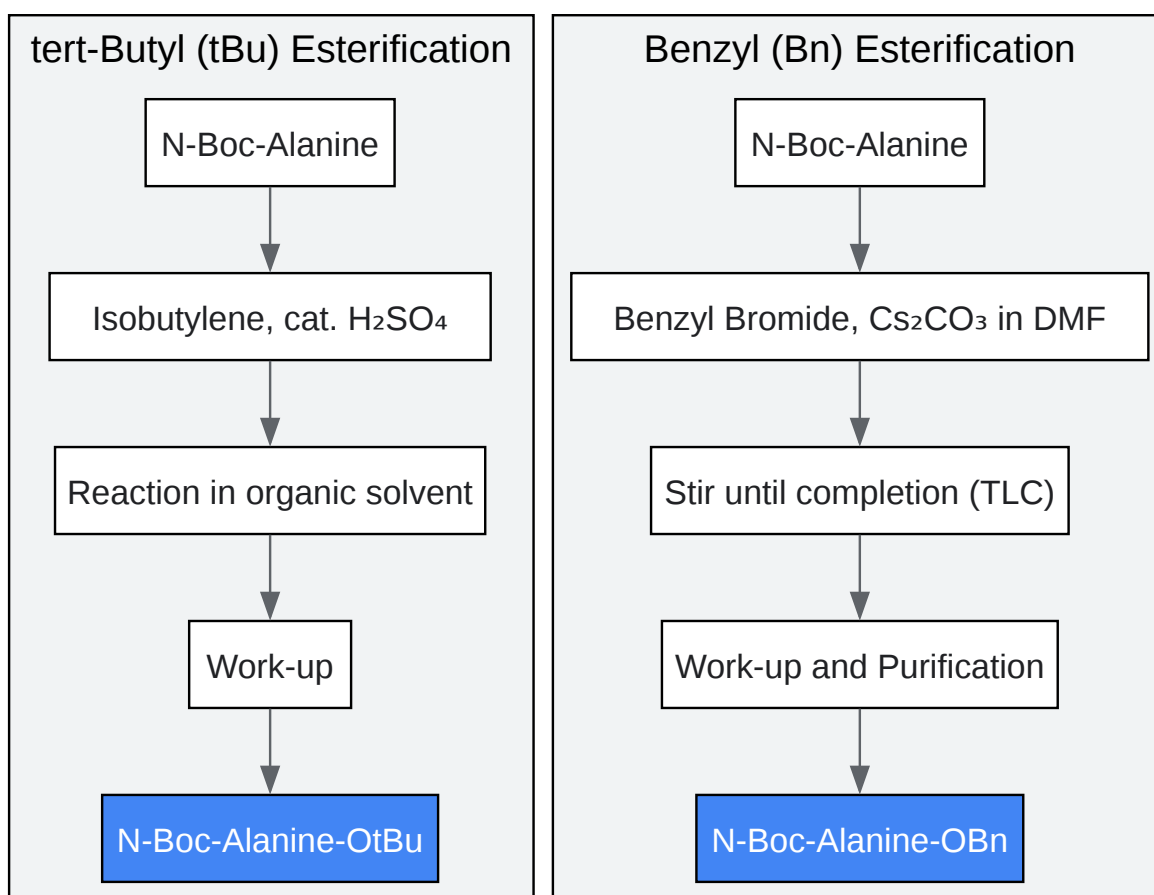 tert-Butyl (tBu) Esterification
N-Boc-Alanine
Isobutylene, cat. H₂SO₄
Reaction in organic solvent
Work-up
N-Boc-Alanine-OtBu
Benzyl (Bn) Esterification
N-Boc-Alanine
Benzyl Bromide, Cs₂CO₃ in DMF
Stir until completion (TLC)
Work-up and Purification
N-Boc-Alanine-OBn